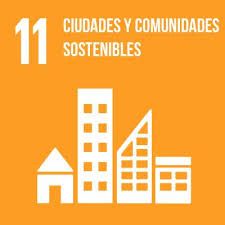 11 CIUDADES Y COMUNIDADES
SOSTENIBLES